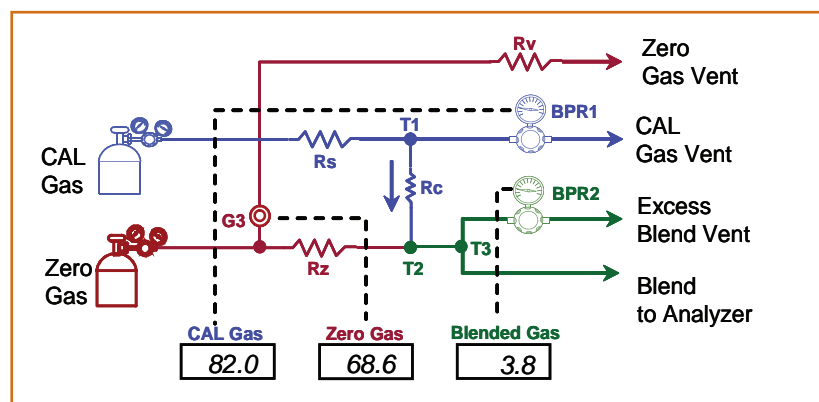 Rv
Zero
Gas Vent
BPR1
T1
CAL
Gas Vent
CAL
Gas
Rs
Rc
BPR2
Excess
Blend Vent
G3
T3
Zero
Gas
Rz
T2
Blend
to Analyzer
CAL Gas
Zero Gas
Blended Gas
82.0
68.6
3.8